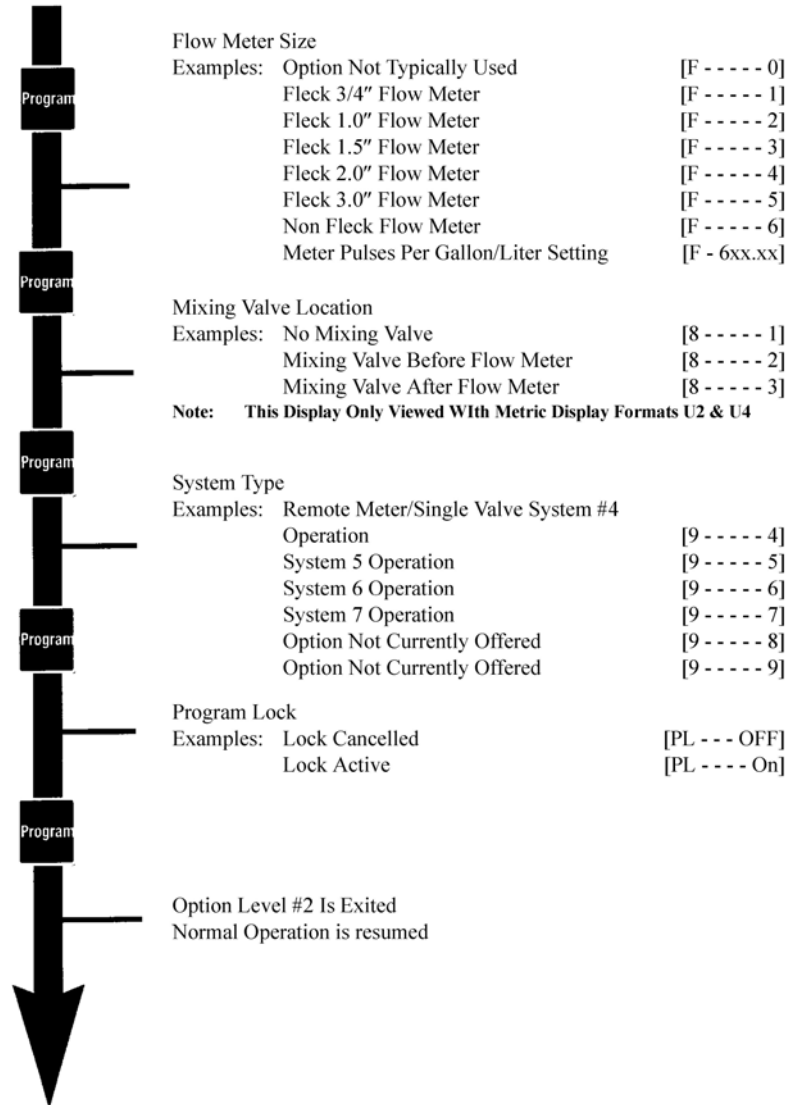 Flow Meter Size
Examples: Option Not Typically Used [F - - - - - 0]
Program
Fleck 3/4″ Flow Meter [F - - - - - 1]
Fleck 1.0″ Flow Meter [F - - - - - 2]
Fleck 1.5″ Flow Meter [F - - - - - 3]
Fleck 2.0″ Flow Meter [F - - - - - 4]
Fleck 3.0″ Flow Meter [F - - - - - 5]
Non Fleck Flow Meter [F - - - - - 6]
Meter Pulses Per Gallon/Liter Setting [F - 6xx.xx]
Program
Mixing Valve Location
Examples: No Mixing Valve [8 - - - - - 1]
Mixing Valve Before Flow Meter [8 - - - - - 2]
Mixing Valve After Flow Meter [8 - - - - - 3]
Note: This Display Only Viewed WIth Metric Display Formats U2 & U4
Program
System Type
Examples: Remote Meter/Single Valve System #4
Operation [9 - - - - - 4]
System 5 Operation [9 - - - - - 5]
System 6 Operation [9 - - - - - 6]
System 7 Operation [9 - - - - - 7]
Program
Option Not Currently Offered [9 - - - - - 8]
Option Not Currently Offered [9 - - - - - 9]
Program Lock
Examples: Lock Cancelled [PL - - - OFF]
Lock Active [PL - - - - On]
Program
Option Level #2 Is Exited
Normal Operation is resumed